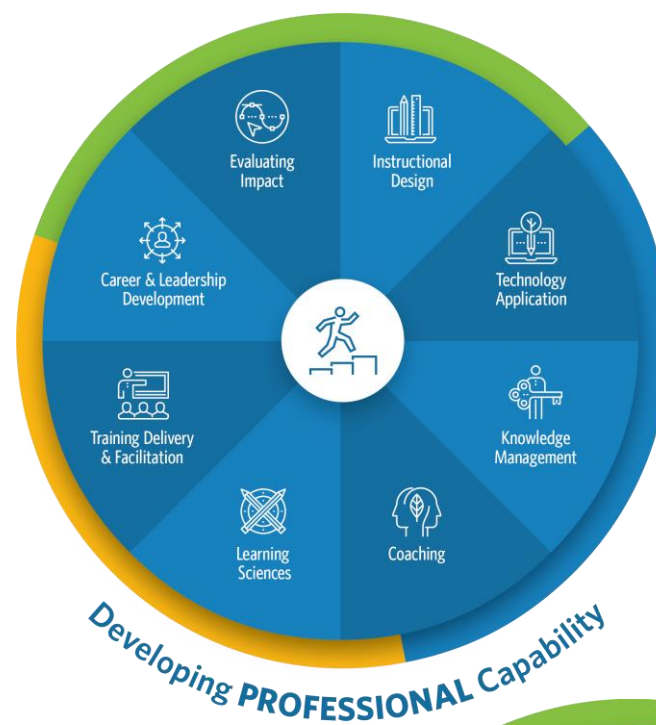 Evaluating
Impact
Instructional
Design
Technology
Application
Knowledge
Management
Coaching
Learning
Sciences
Training Delivery
& Facilitation
Career & Leadership
Development
Developing PROFESSIONAL Capability